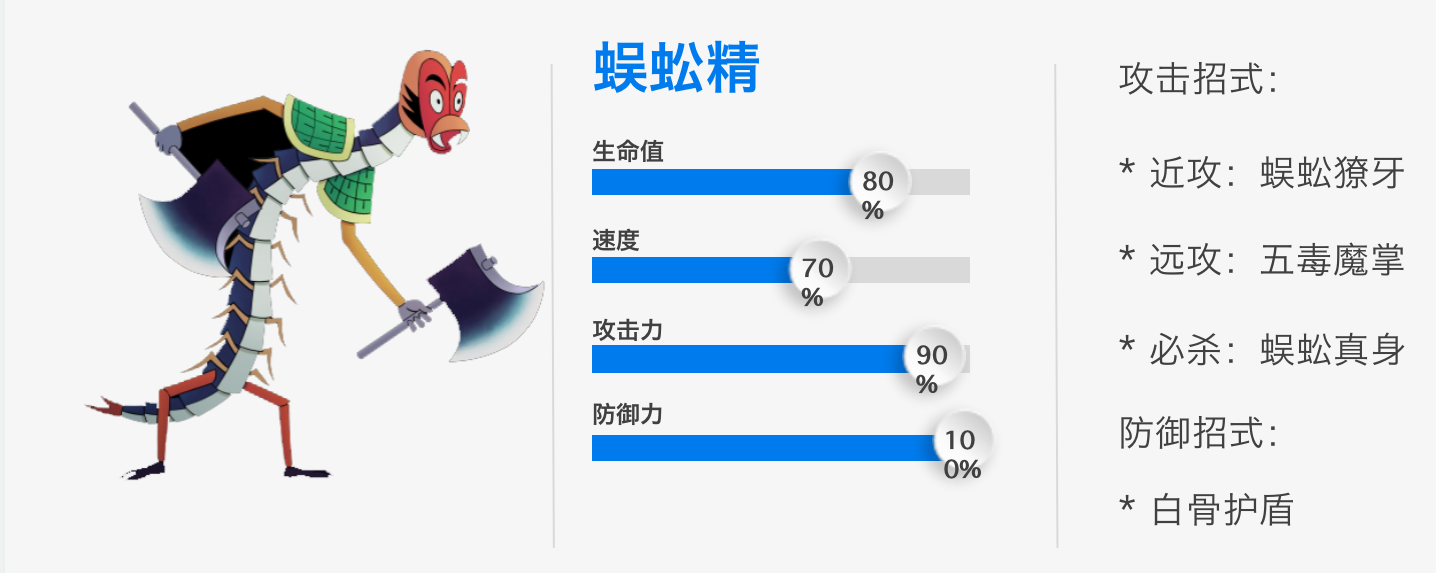 蜈蚣精
生命值
80
%
速度
70
%
攻击力
90
%
防御力
10
0%
攻击招式：
* 近攻：蜈蚣獠牙
* 远攻：五毒魔掌
* 必杀：蜈蚣真身
防御招式：
* 白骨护盾